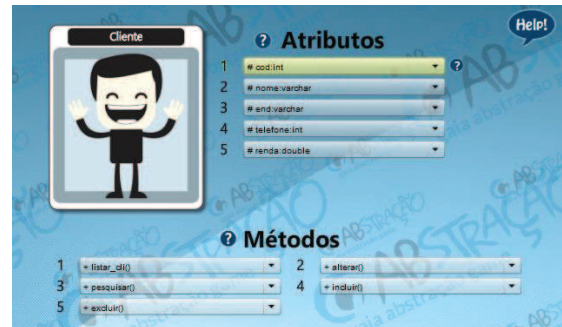 Cliente
? Atributos
Help!
1 # cod:int ?
2 # nome:varchar
3 # end:varchar
4 # telefone:int
5 # renda:double
? Métodos
1 + listar_cli() 2 + alterar()
3 + pesquisar() 4 + incluir()
5 + excluir()
ABSTRAÇÃO